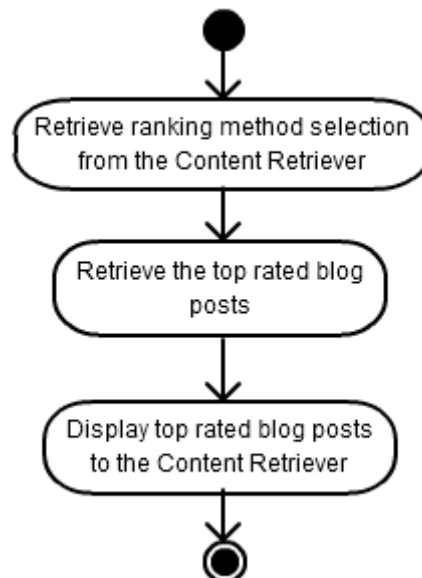 Retrieve ranking method selection
from the Content Retriever
Retrieve the top rated blog
posts
Display top rated blog posts
to the Content Retriever